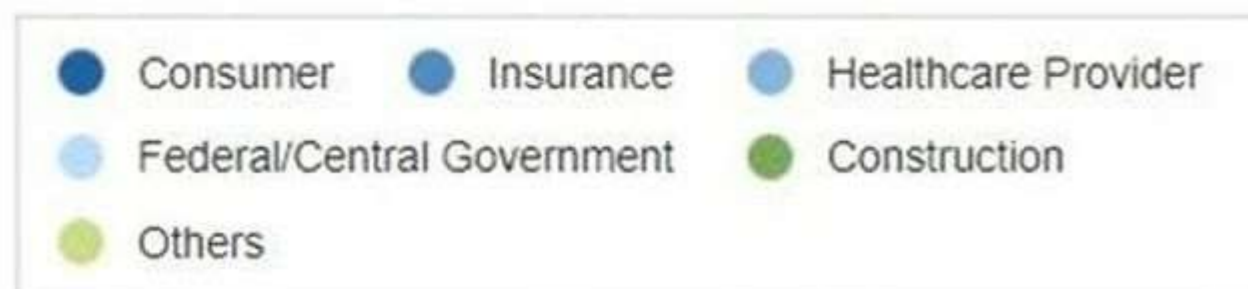 Consumer Insurance Healthcare Provider
Federal/Central Government Construction
Others